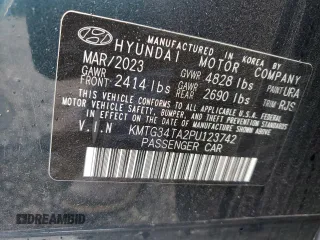 MANUFACTURED IN KOREA BY
HYUNDAI MOTOR COMPANY
MAR/2023 GVWR 4828 lbs PAINT URA
GAWR FRONT 2414 lbs GAWR REAR 2690 lbs TRIM RJS
THIS VEHICLE CONFORMS TO ALL APPLICABLE U.S. FEDERAL MOTOR VEHICLE SAFETY, BUMPER, AND THEFT PREVENTION STANDARDS IN EFFECT ON THE DATE OF MANUFACTURE SHOWN ABOVE.
V.I.N KMTG34TA2PU123742
PASSENGER CAR
DREAMBID